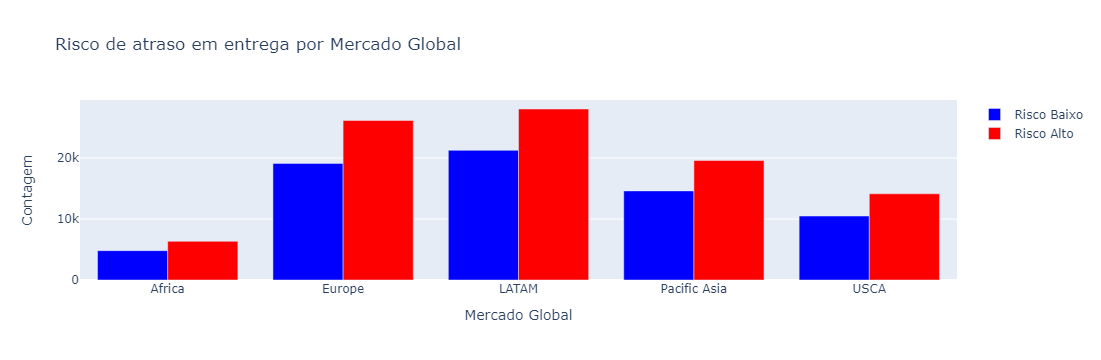 Risco de atraso em entrega por Mercado Global
Risco Baixo
Risco Alto
Contagem
20k
10k
0
Africa
Europe
LATAM
Pacific Asia
USCA
Mercado Global